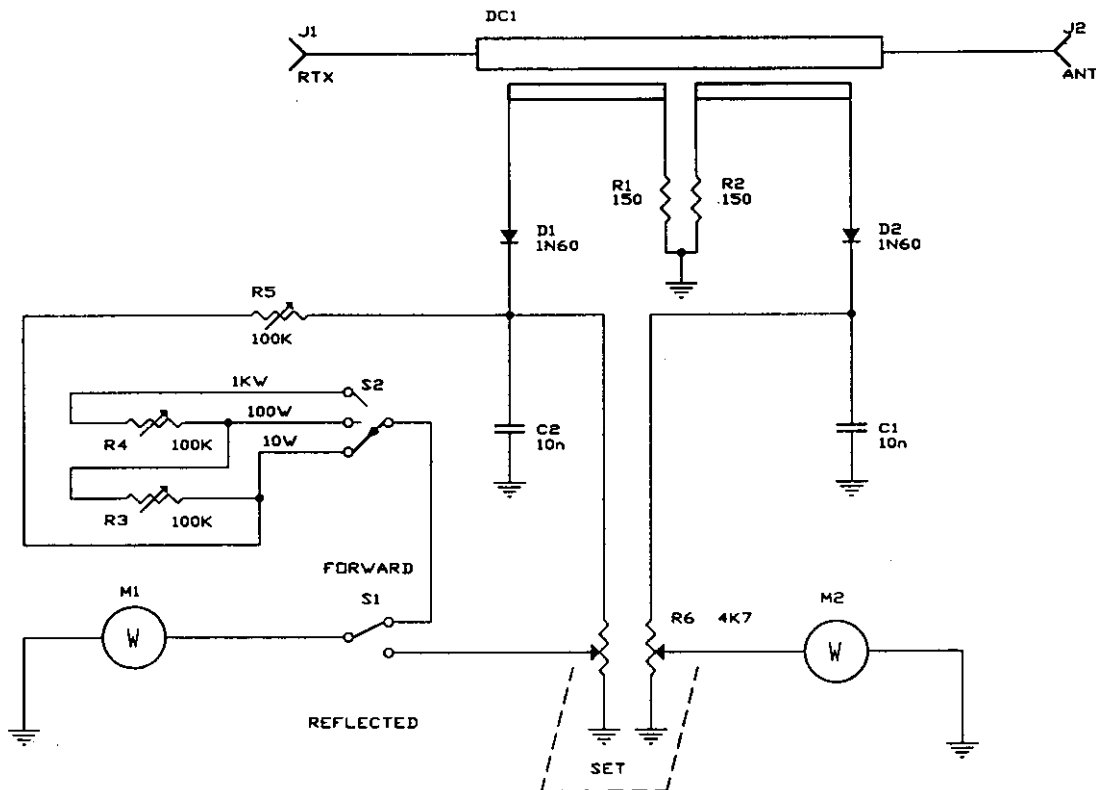 DC1
J1
J2
RTX
ANT
R1
150
R2
150
D1
1N60
D2
1N60
R5
100K
1KW
S2
100W
R4
100K
10W
C2
10n
C1
10n
R3
100K
FORWARD
M1
S1
R6 4K7
M2
W
W
REFLECTED
SET